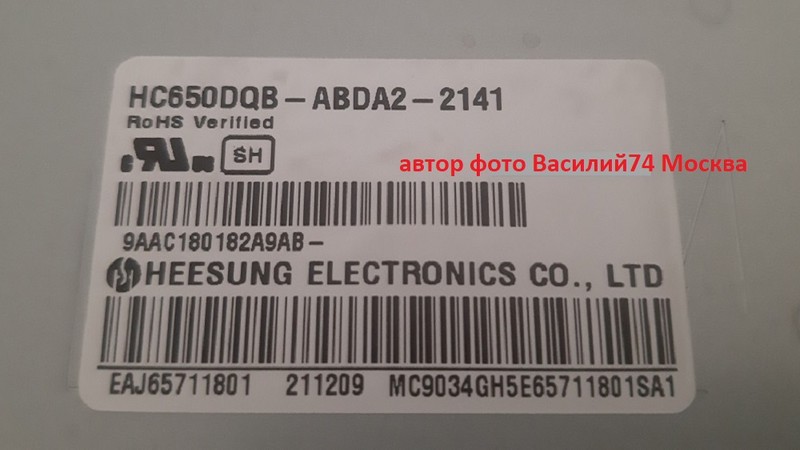 HC650DQB-ABDA2-2141
RoHS Verified
SH
автор фото Василий74 Москва
9AAC180182A9AB-
HEESUNG ELECTRONICS CO., LTD
EAJ65711801 211209 MC9034GH5E65711801SA1